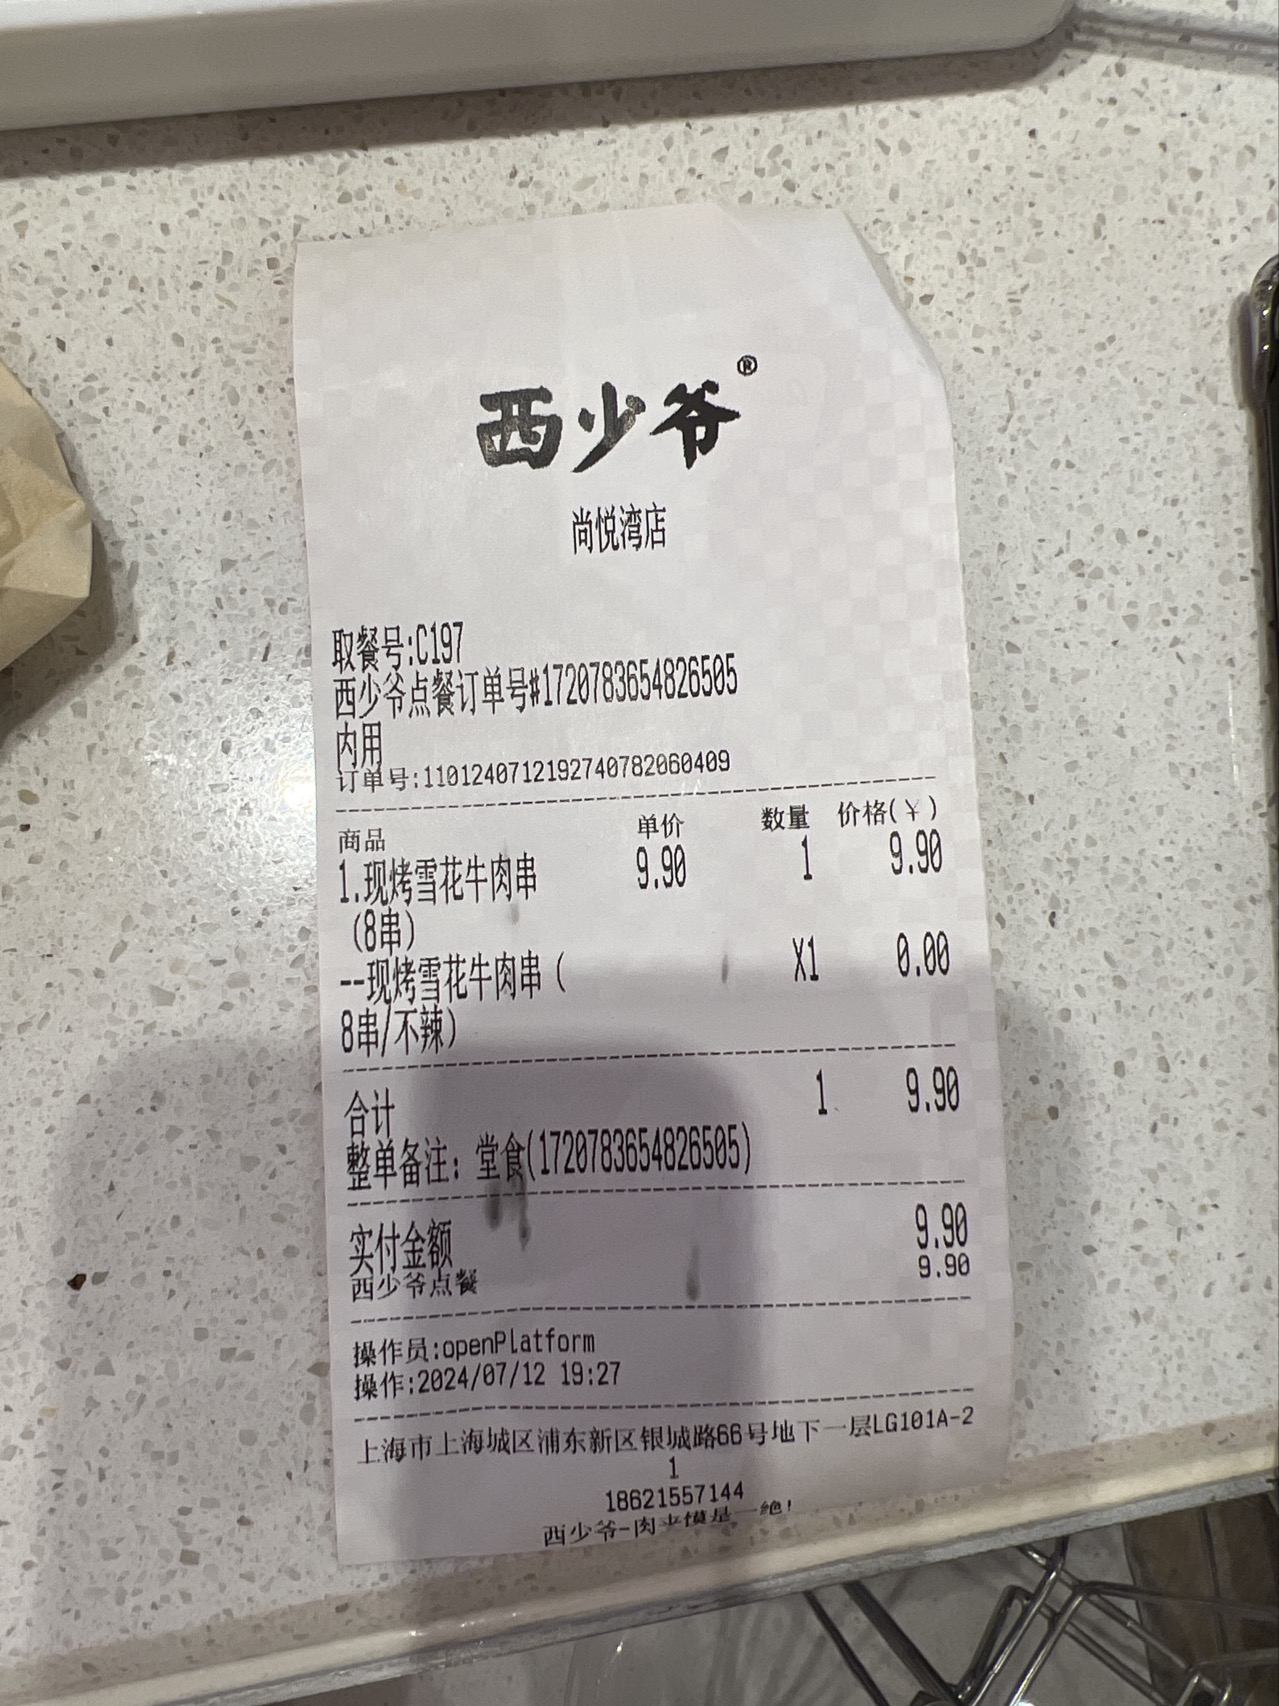 西少爷®
尚悦湾店
取餐号:C197
西少爷点餐订单号#1720783654826505
内用
订单号:110124071219274078206​0409
商品 单价 数量 价格(￥)
1.现烤雪花牛肉串 9.90 1 9.90
(8串)
--现烤雪花牛肉串( X1 0.00
8串/不辣)
合计 1 9.90
整单备注: 堂食(1720783654826505)
实付金额 9.90
西少爷点餐 9.90
操作员:openPlatform
操作:2024/07/12 19:27
上海市上海城区浦东新区银城路66号地下一层LG101A-2
1
18621557144
西少爷-肉夹馍是一绝!